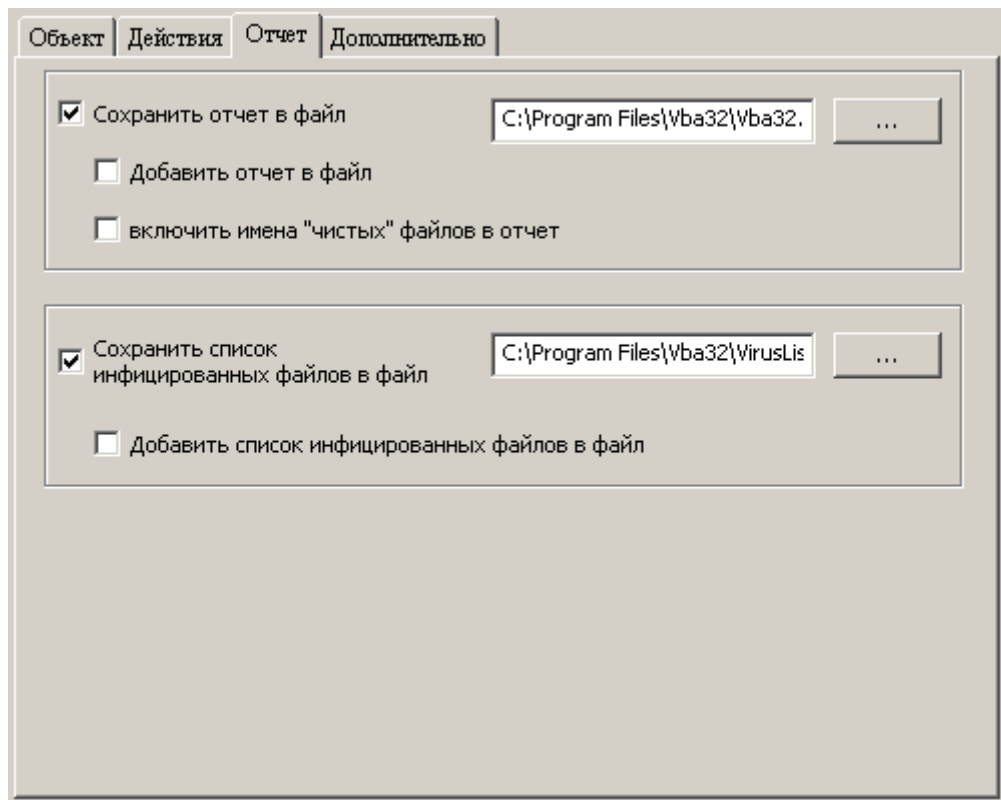 Объект Действия Отчет Дополнительно
Сохранить отчет в файл C:\Program Files\Vba32\Vba32. ...
Добавить отчет в файл
включить имена "чистых" файлов в отчет
Сохранить список
инфицированных файлов в файл C:\Program Files\Vba32\VirusLis ...
Добавить список инфицированных файлов в файл